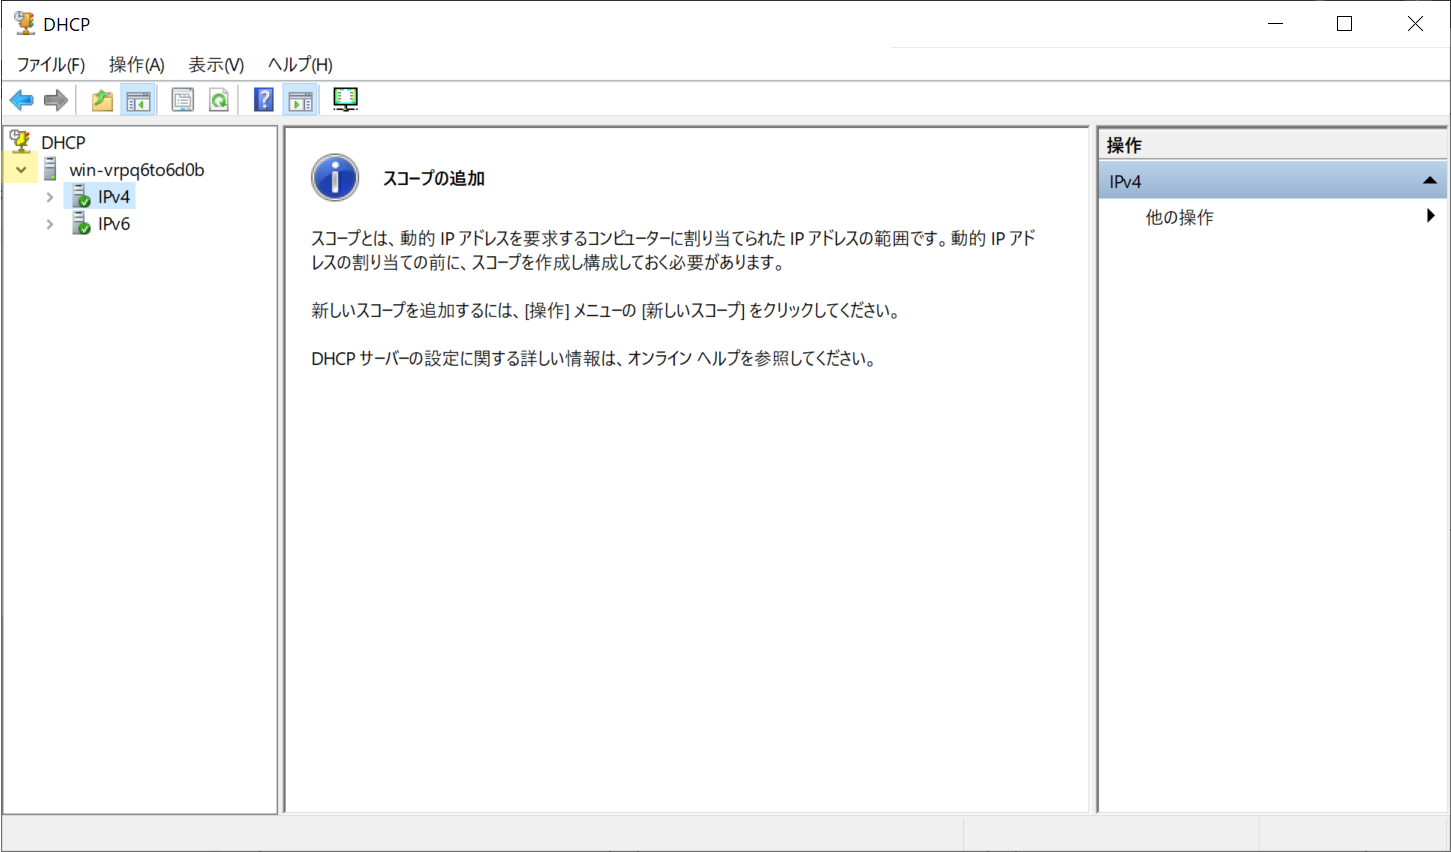 DHCP
ファイル(F) 操作(A) 表示(V) ヘルプ(H)
DHCP
win-vrpq6to6d0b
IPv4
IPv6
スコープの追加
スコープとは、動的 IP アドレスを要求するコンピューターに割り当てられた IP アドレスの範囲です。動的 IP アド
レスの割り当ての前に、スコープを作成し構成しておく必要があります。
新しいスコープを追加するには、[操作] メニューの [新しいスコープ] をクリックしてください。
DHCP サーバーの設定に関する詳しい情報は、オンライン ヘルプを参照してください。
操作
IPv4
他の操作